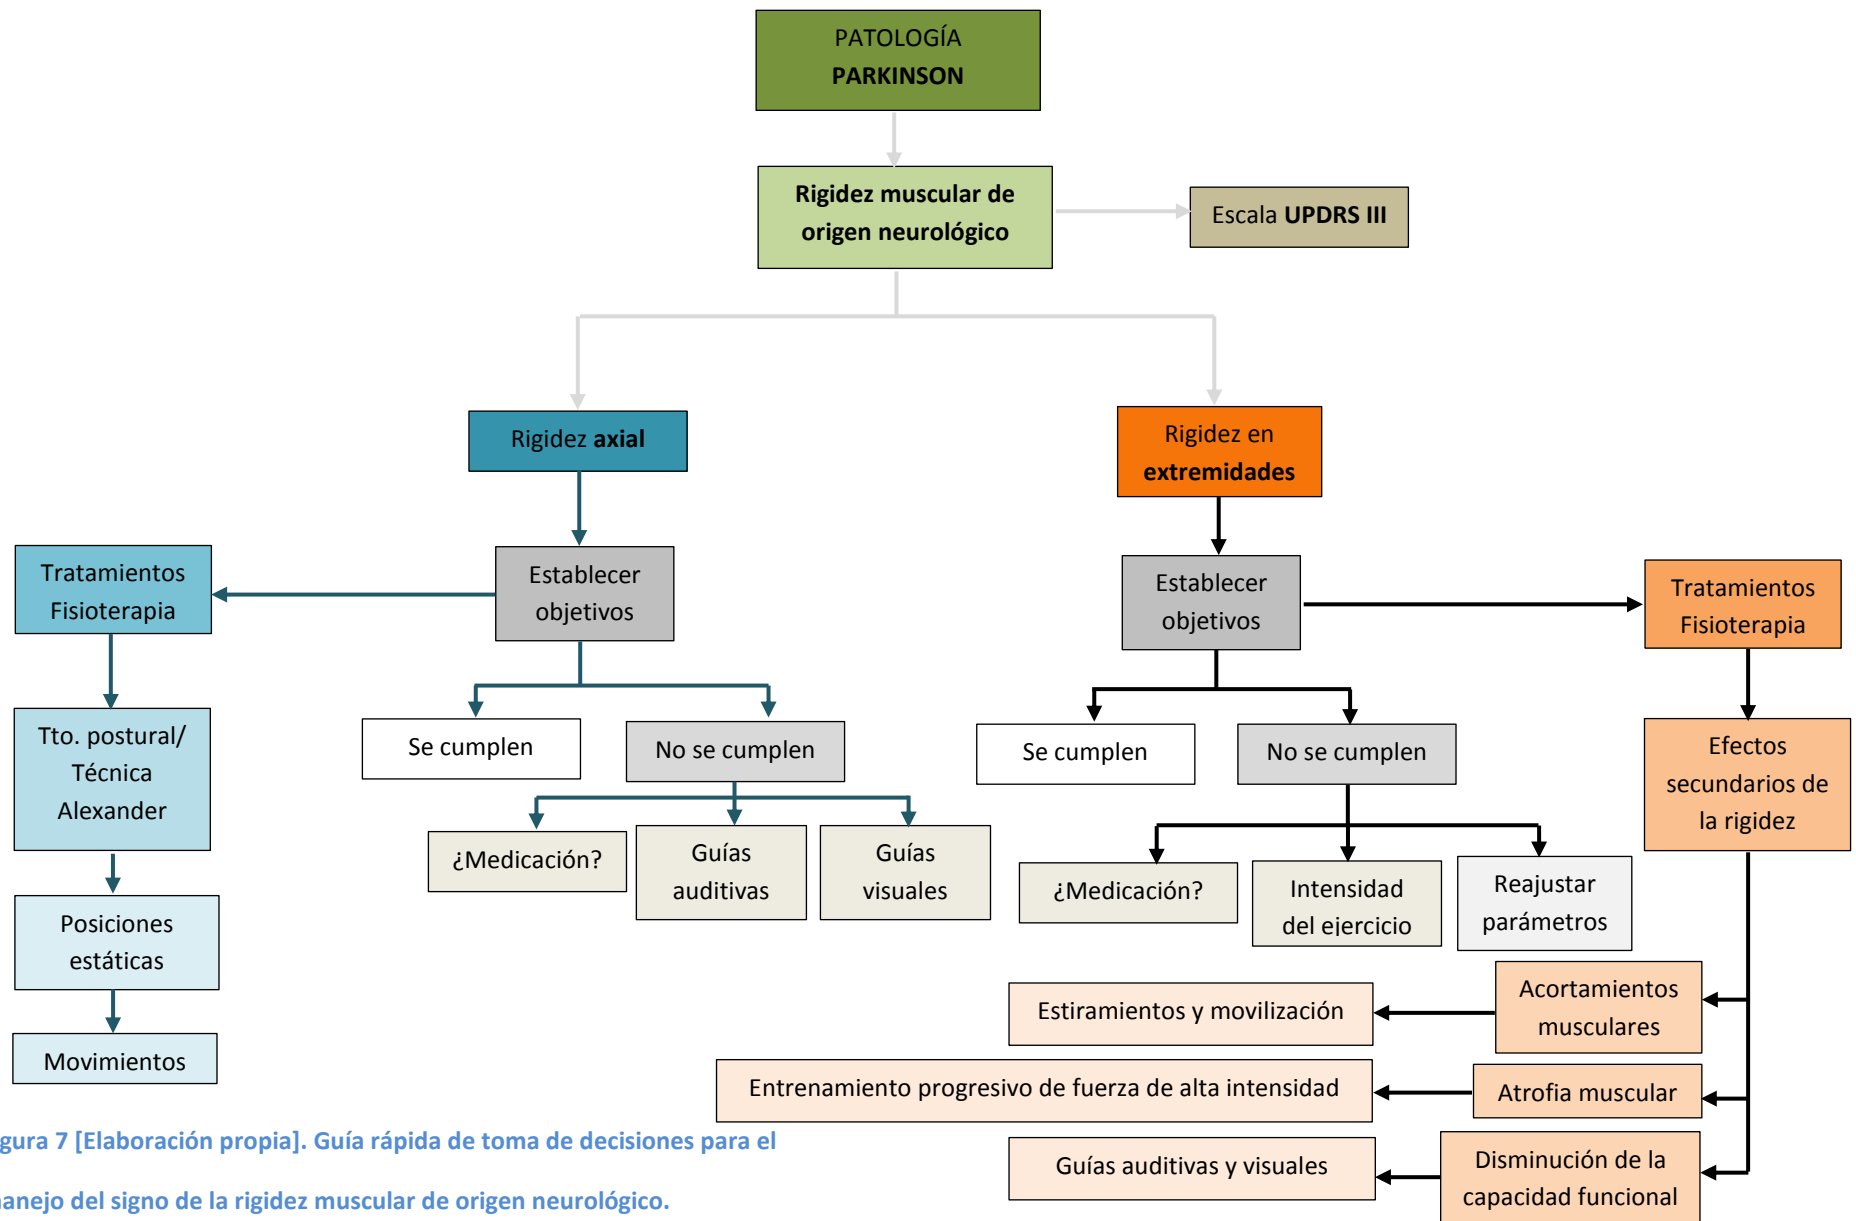 PATOLOGÍA
PARKINSON
Rigidez muscular de
origen neurológico
Escala UPDRS III
Rigidez axial
Rigidez en
extremidades
Tratamientos
Fisioterapia
Establecer
objetivos
Establecer
objetivos
Tratamientos
Fisioterapia
Tto. postural/
Técnica
Alexander
Se cumplen
No se cumplen
Se cumplen
No se cumplen
Efectos
secundarios de
la rigidez
¿Medicación?
Guías
auditivas
Guías
visuales
¿Medicación?
Intensidad
del ejercicio
Reajustar
parámetros
Posiciones
estáticas
Movimientos
Estiramientos y movilización
Acortamientos
musculares
Entrenamiento progresivo de fuerza de alta intensidad
Atrofia muscular
Guías auditivas y visuales
Disminución de la
capacidad funcional
gura 7 [Elaboración propia]. Guía rápida de toma de decisiones para el
anejo del signo de la rigidez muscular de origen neurológico.